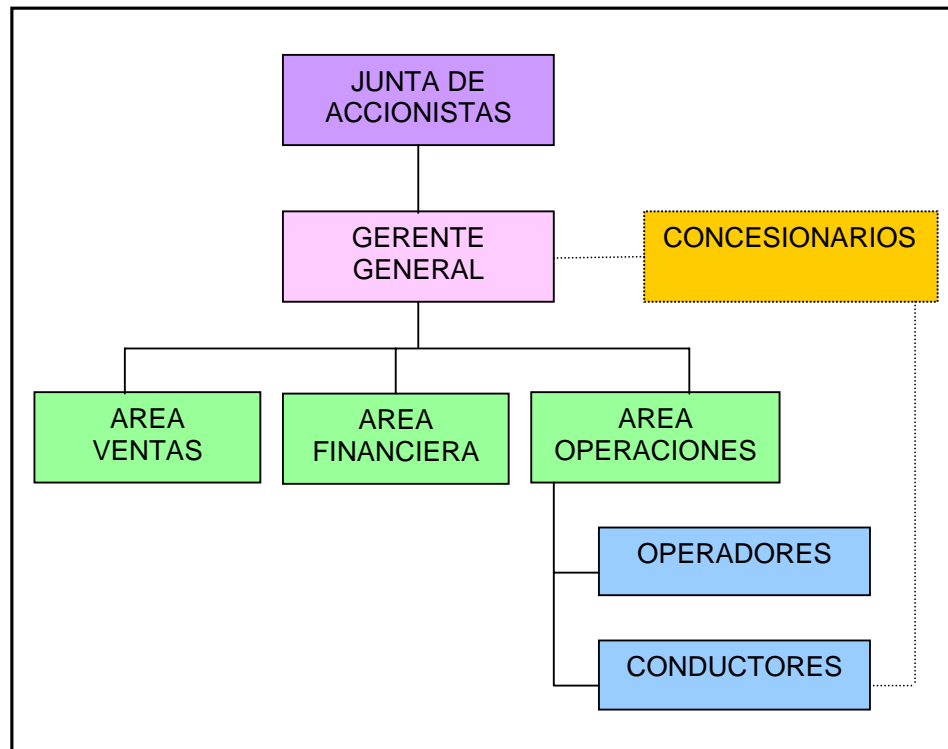 JUNTA DE
ACCIONISTAS
GERENTE
GENERAL
CONCESIONARIOS
AREA
VENTAS
AREA
FINANCIERA
AREA
OPERACIONES
OPERADORES
CONDUCTORES